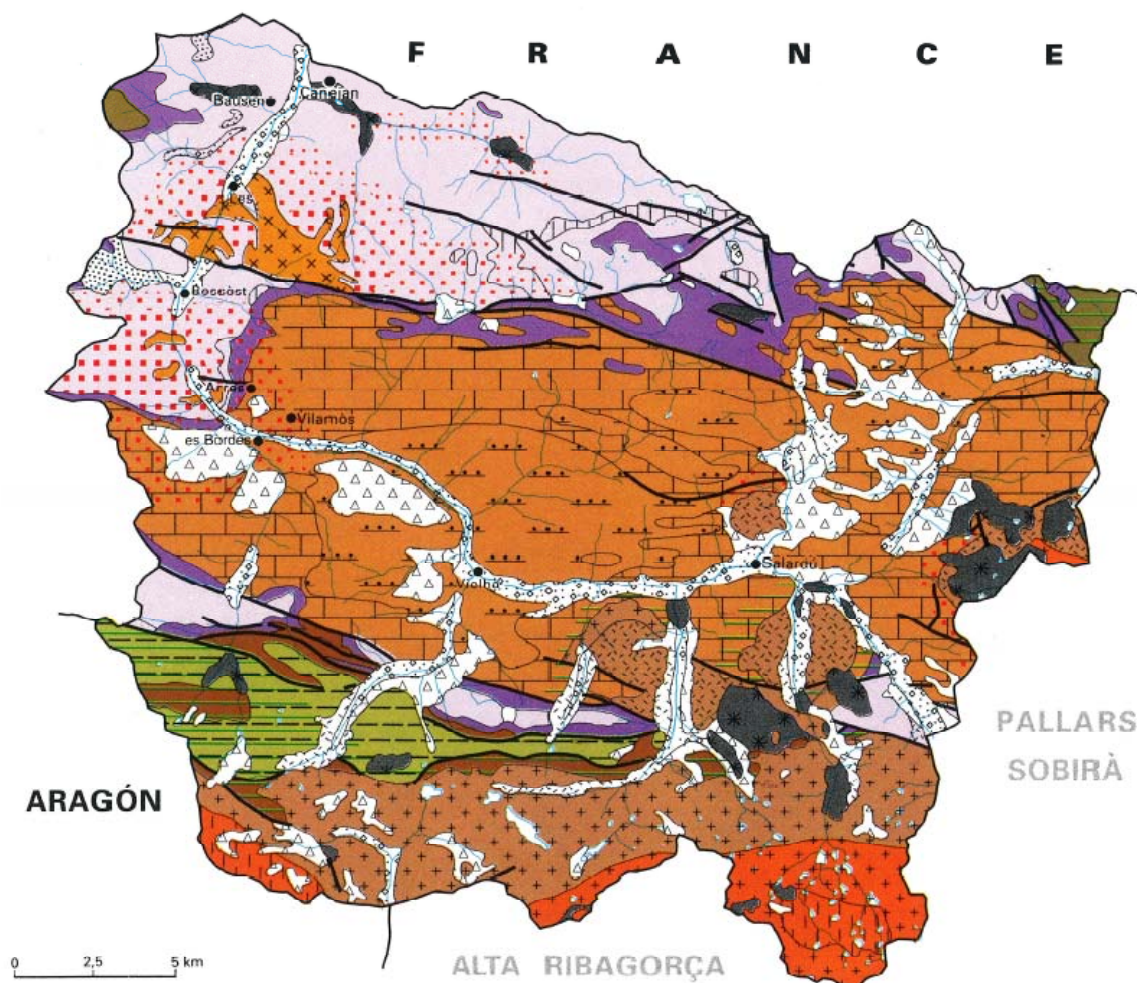 F R A N C E
Bausen
Canejan
Les
Bossòst
Arres
Vilamòs
es Bordes
Vielha
Salardú
PALLARS
SOBIRÀ
ARAGÓN
0 2,5 5 km
ALTA RIBAGORÇA